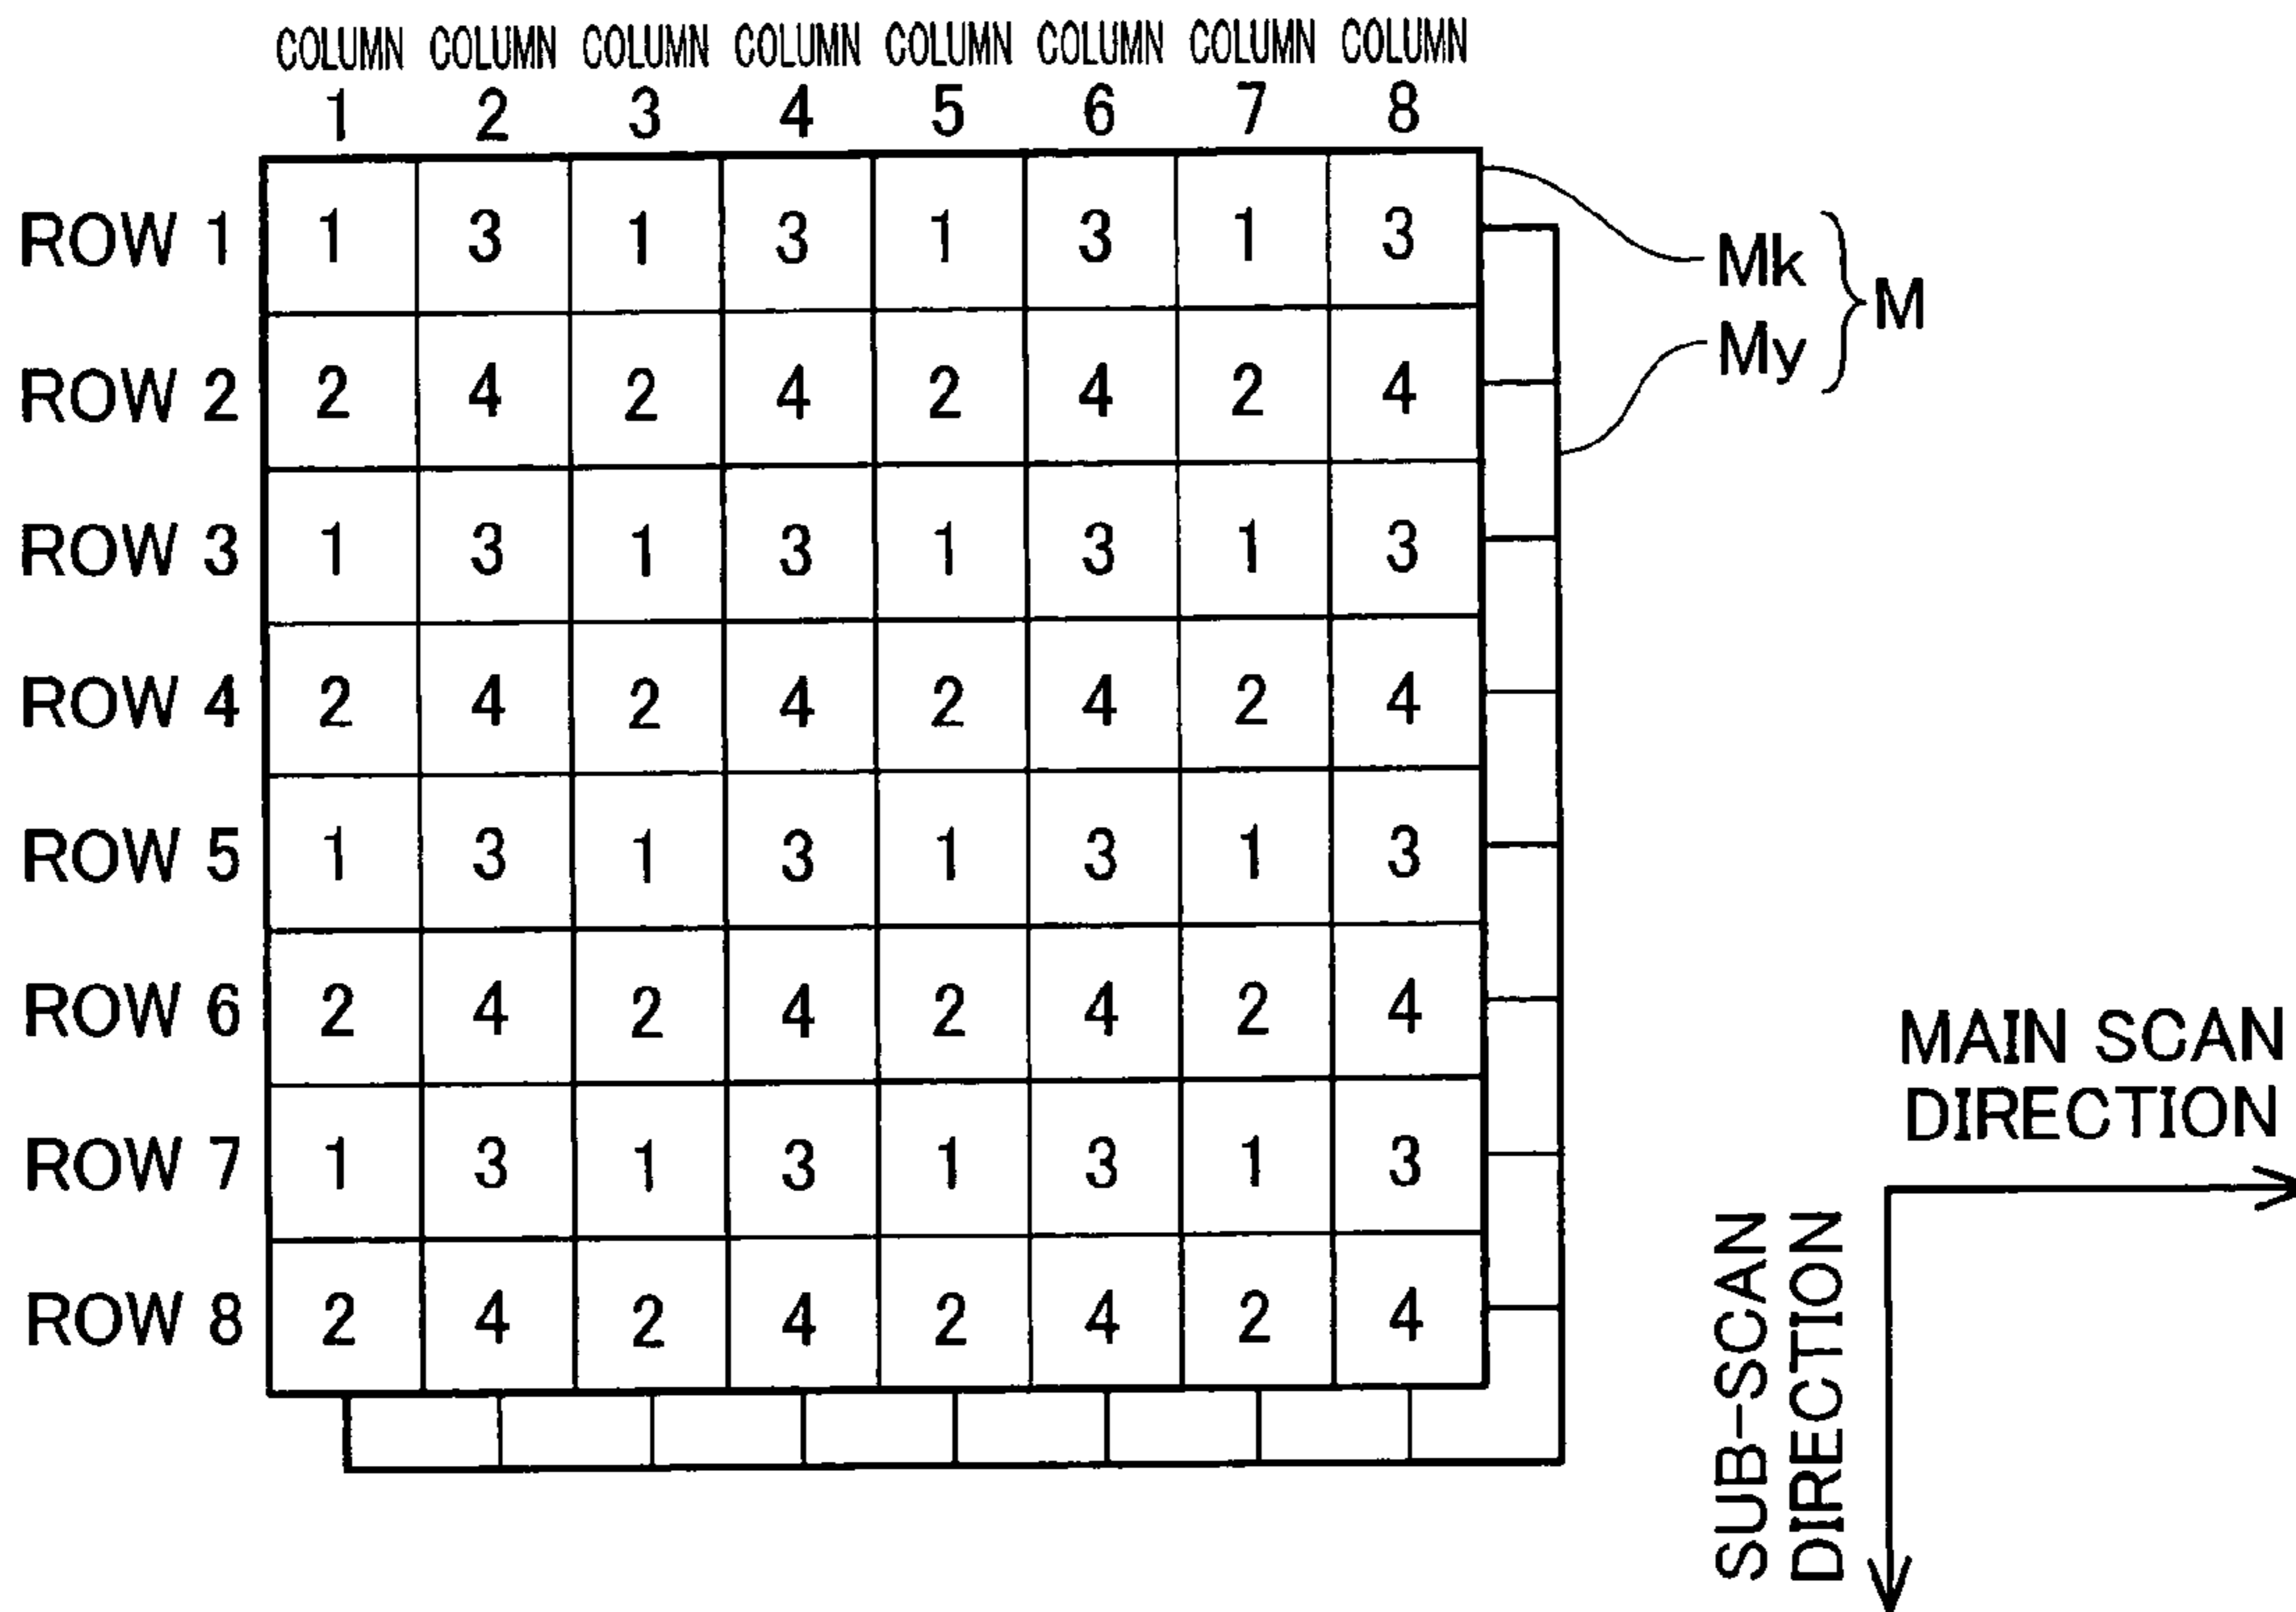 COLUMN COLUMN COLUMN COLUMN COLUMN COLUMN COLUMN COLUMN
1 2 3 4 5 6 7 8
ROW 1 1 3 1 3 1 3 1 3
Mk
My
M
ROW 2 2 4 2 4 2 4 2 4
ROW 3 1 3 1 3 1 3 1 3
ROW 4 2 4 2 4 2 4 2 4
ROW 5 1 3 1 3 1 3 1 3
ROW 6 2 4 2 4 2 4 2 4
ROW 7 1 3 1 3 1 3 1 3
ROW 8 2 4 2 4 2 4 2 4
MAIN SCAN
DIRECTION
SUB-SCAN
DIRECTION